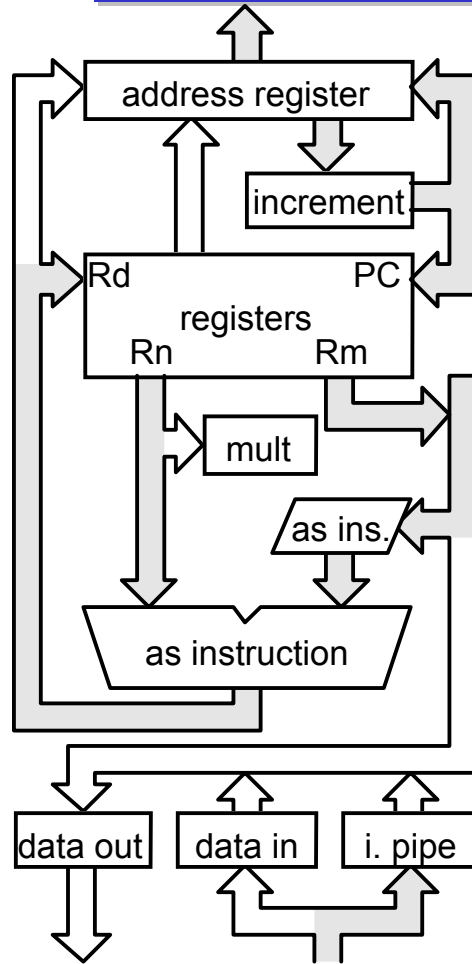 address register
increment
Rd PC
registers
Rn Rm
mult
as ins.
as instruction
data out data in i. pipe